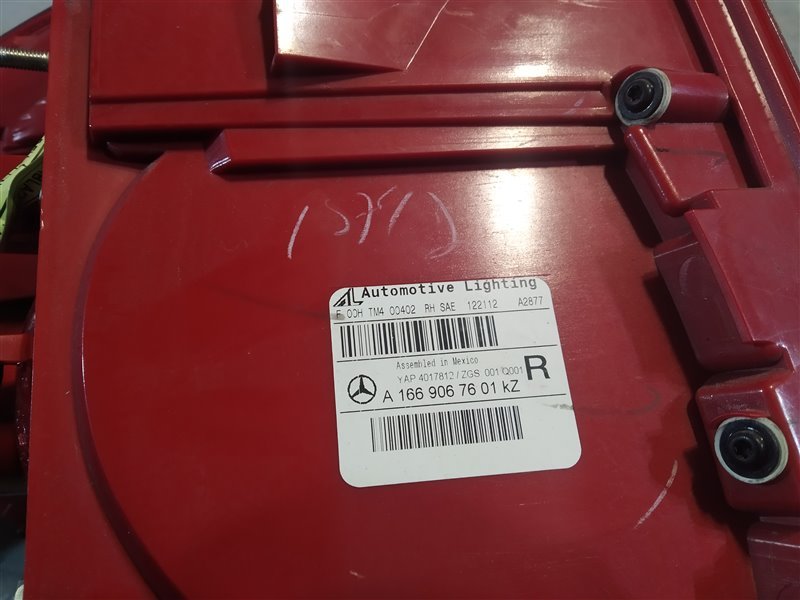 AL Automotive Lighting
F 00H TM4 00402 RH SAE 122112 A2877
Assembled in Mexico
YAP 4017812 / ZGS 001/Q001
R
A 166 906 76 01 kZ